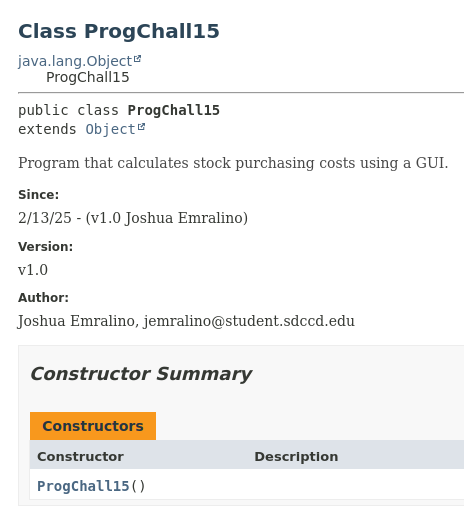 Class ProgChall15
java.lang.Object
ProgChall15
public class ProgChall15
extends Object
Program that calculates stock purchasing costs using a GUI.
Since:
2/13/25 - (v1.0 Joshua Emralino)
Version:
v1.0
Author:
Joshua Emralino, jemralino@student.sdccd.edu
Constructor Summary
Constructors
Constructor Description
ProgChall15()